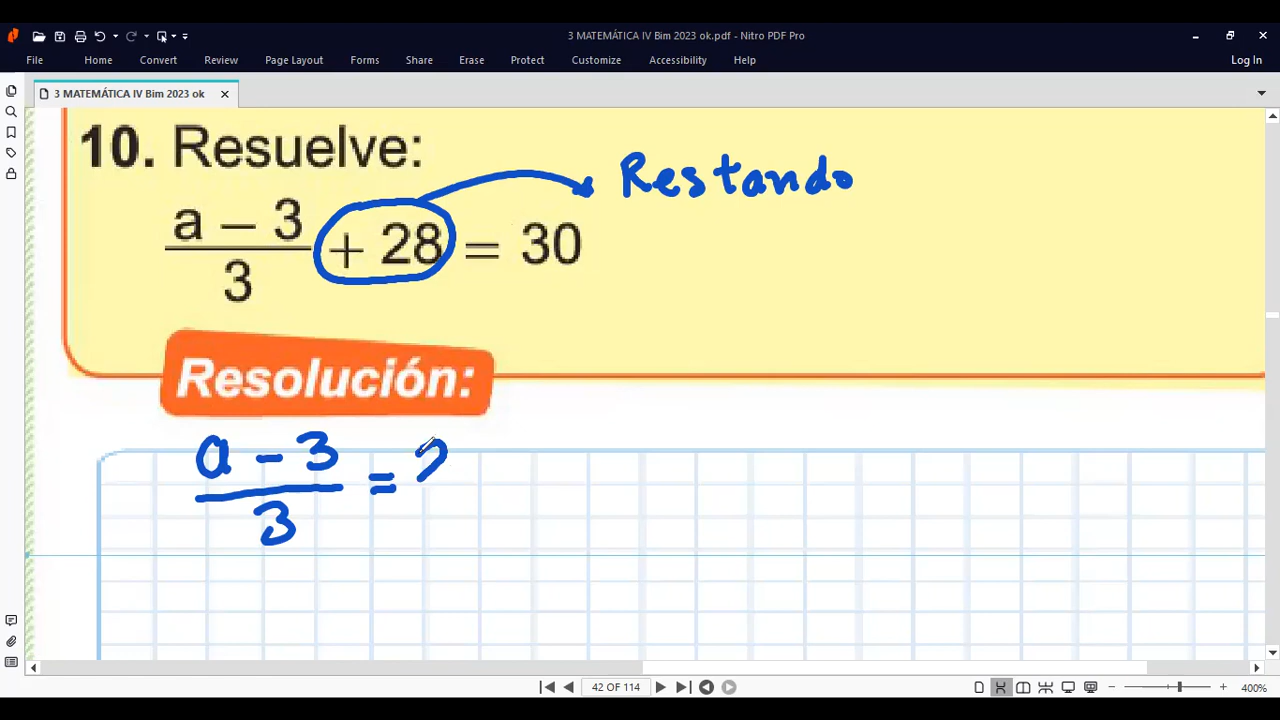 3 MATEMÁTICA IV Bim 2023 ok.pdf - Nitro PDF Pro
File Home Convert Review Page Layout Forms Share Erase Protect Customize Accessibility Help Log In
3 MATEMÁTICA IV Bim 2023 ok
10. Resuelve:
Restando
a – 3
+ 28 = 30
3
Resolución:
a - 3
=
3
42 OF 114
400%